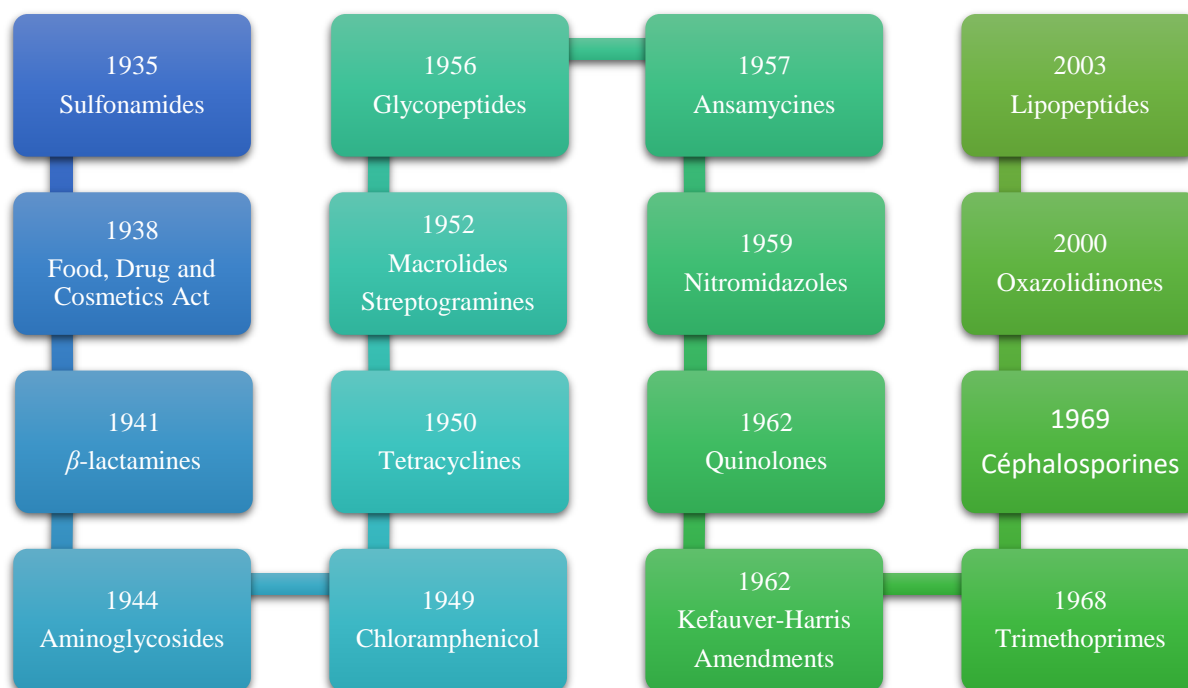 1935
Sulfonamides
1938
Food, Drug and
Cosmetics Act
1941
β-lactamines
1944
Aminoglycosides
1949
Chloramphenicol
1950
Tetracyclines
1952
Macrolides
Streptogramines
1956
Glycopeptides
1957
Ansamycines
1959
Nitromidazoles
1962
Quinolones
1962
Kefauver-Harris
Amendments
1968
Trimethoprimes
1969
Céphalosporines
2000
Oxazolidinones
2003
Lipopeptides